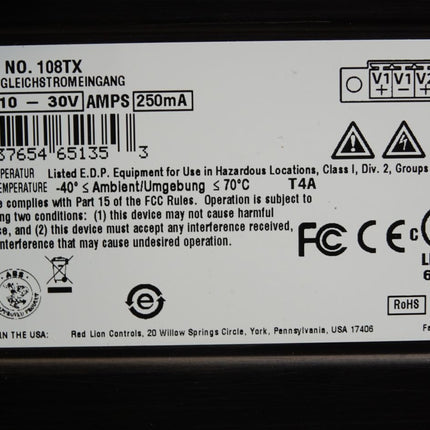 NO. 108TX
GLEICHSTROMEINGANG
10 – 30V AMPS 250mA
V1 + V1 - V2 +
37654 65135 3
Listed E.D.P. Equipment for Use in Hazardous Locations, Class I, Div. 2, Groups
-40° ≤ Ambient/Umgebung ≤ 70°C T4A
complies with Part 15 of the FCC Rules. Operation is subject to
two conditions: (1) this device may not cause harmful
and (2) this device must accept any interference received,
interference that may cause undesired operation.
FC CE C
ABS
e
RoHS
IN THE USA: Red Lion Controls, 20 Willow Springs Circle, York, Pennsylvania, USA 17406